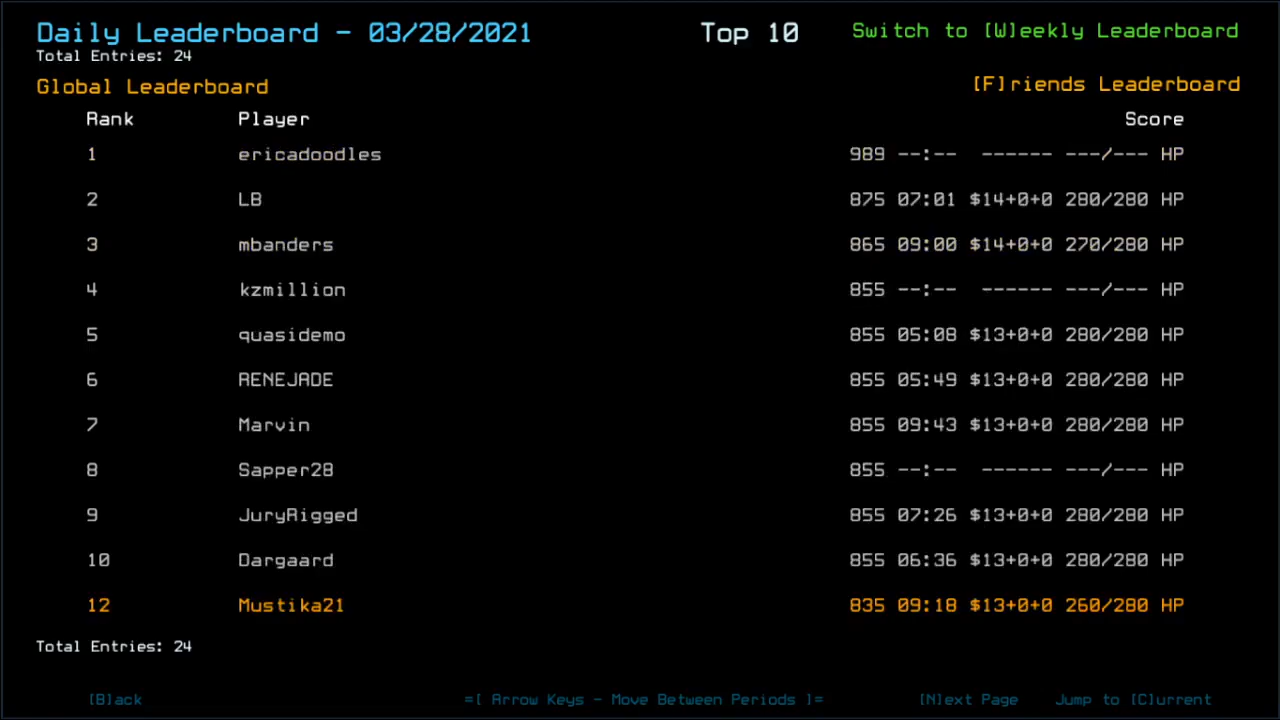 Daily Leaderboard - 03/28/2021 Top 10 Switch to [W]eekly Leaderboard
Total Entries: 24
Global Leaderboard [F]riends Leaderboard
Rank Player Score
1 ericadoodles 989 --:-- ------ ---/--- HP
2 LB 875 07:01 $14+0+0 280/280 HP
3 mbanders 865 09:00 $14+0+0 270/280 HP
4 kzmillion 855 --:-- ------ ---/--- HP
5 quasidemo 855 05:08 $13+0+0 280/280 HP
6 RENEJADE 855 05:49 $13+0+0 280/280 HP
7 Marvin 855 09:43 $13+0+0 280/280 HP
8 Sapper28 855 --:-- ------ ---/--- HP
9 JuryRigged 855 07:26 $13+0+0 280/280 HP
10 Dargaard 855 06:36 $13+0+0 280/280 HP
12 Mustika21 835 09:18 $13+0+0 260/280 HP
Total Entries: 24
[B]ack =[ Arrow Keys - Move Between Periods ]= [N]ext Page Jump to [C]urrent